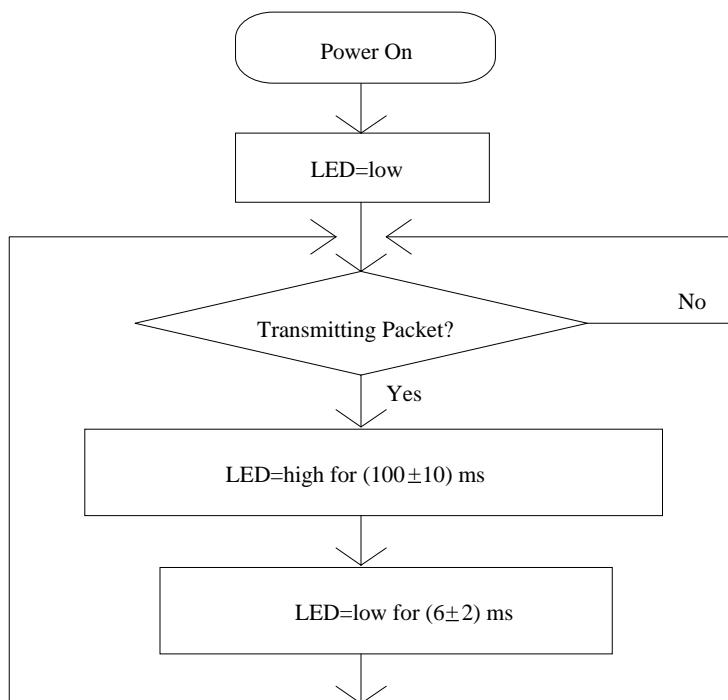 Power On
LED=low
Transmitting Packet?
No
Yes
LED=high for (100±10) ms
LED=low for (6±2) ms